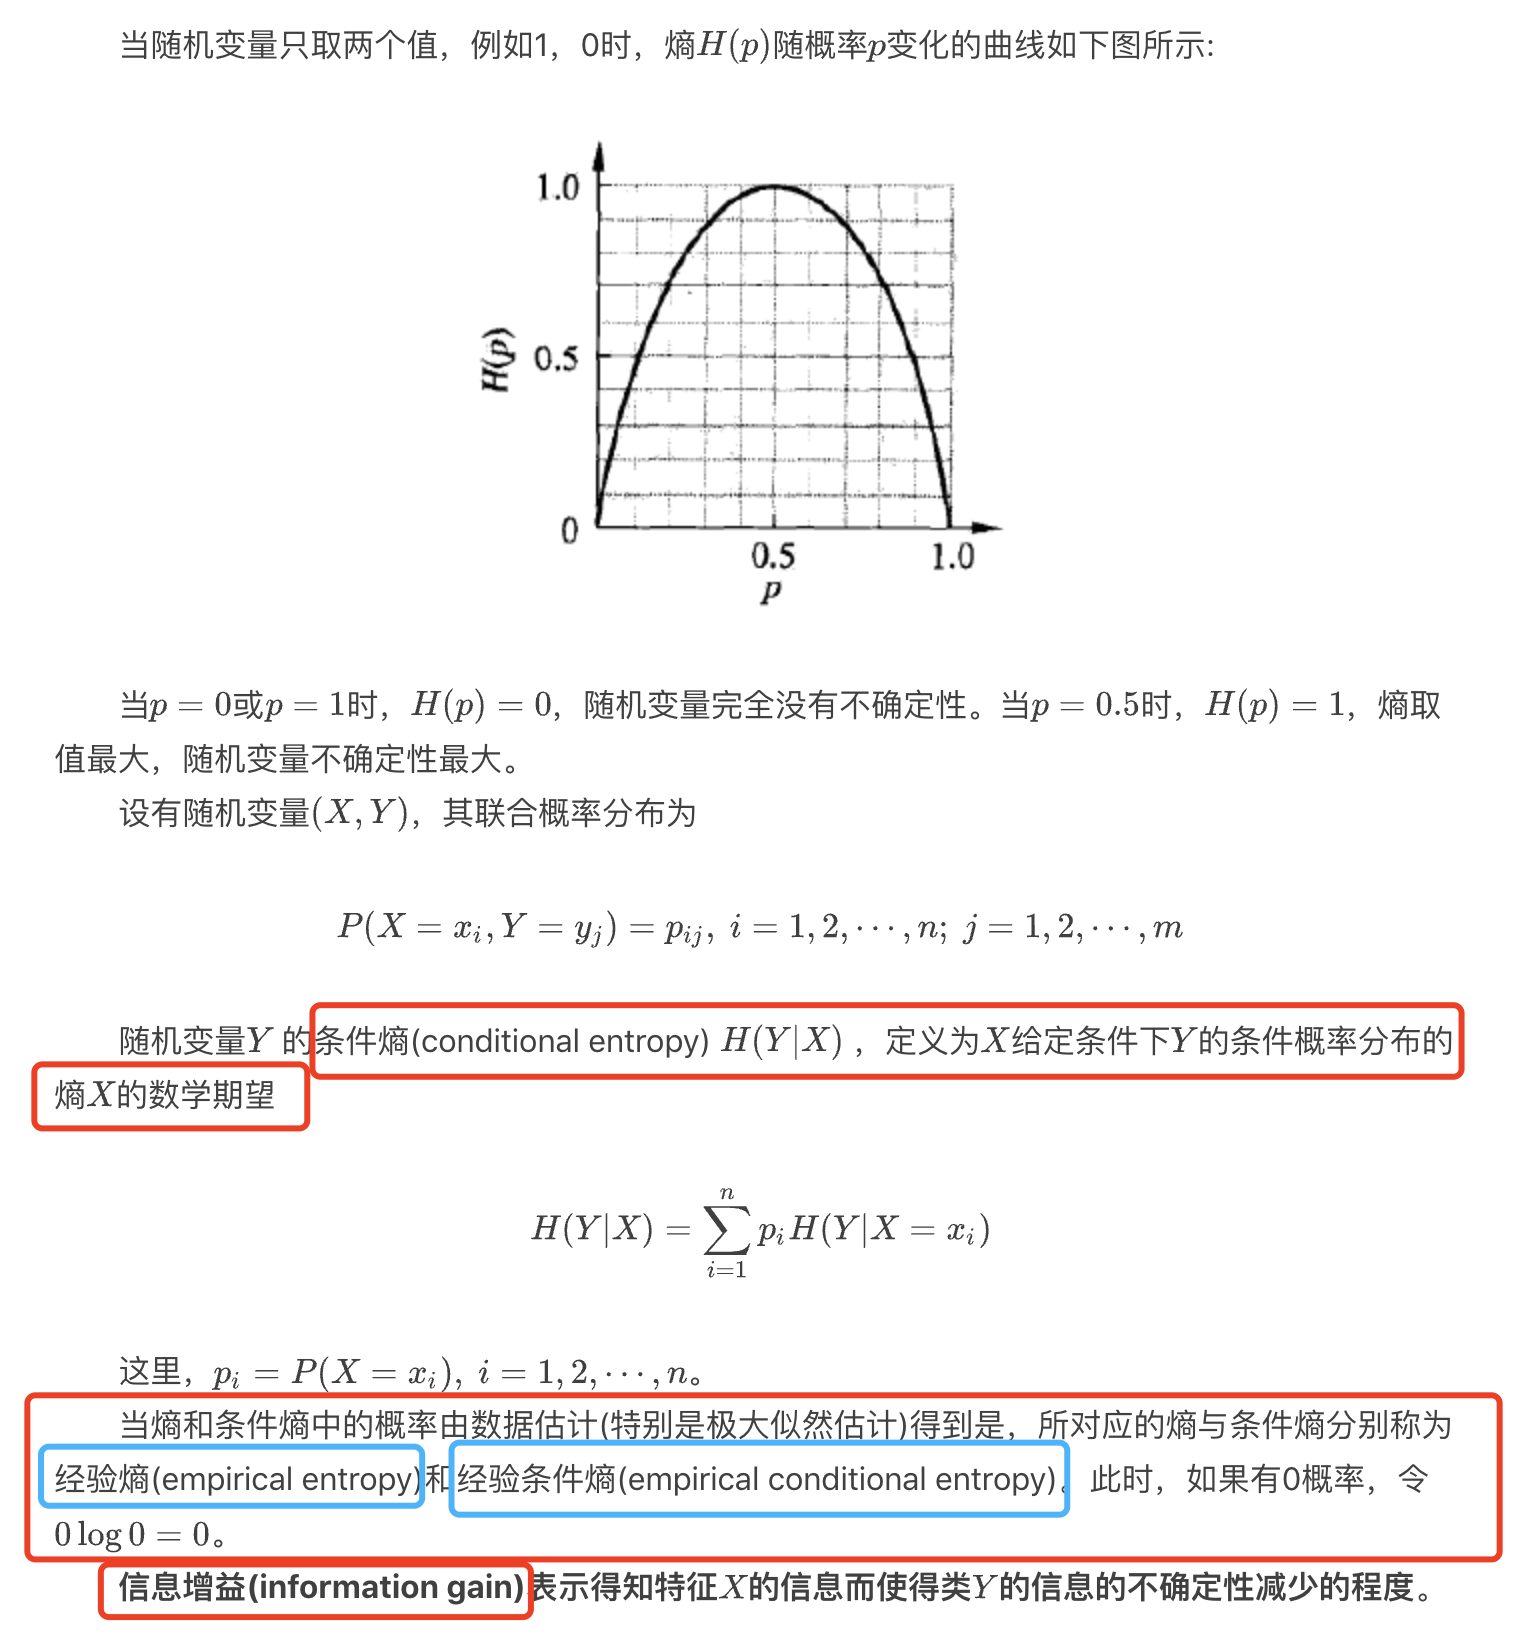 当随机变量只取两个值，例如1，0时，熵H(p)随概率p变化的曲线如下图所示:
1.0
H(p)
0.5
0
0.5
1.0
p
当p = 0或p = 1时，H(p) = 0，随机变量完全没有不确定性。当p = 0.5时，H(p) = 1，熵取
值最大，随机变量不确定性最大。
设有随机变量(X, Y)，其联合概率分布为
P(X = x_i, Y = y_j) = p_{ij}, i = 1, 2, ⋯, n; j = 1, 2, ⋯, m
随机变量Y 的条件熵(conditional entropy) H(Y|X) ，定义为X给定条件下Y的条件概率分布的
熵X的数学期望
H(Y|X) = \sum_{i=1}^{n} p_i H(Y|X = x_i)
这里，p_i = P(X = x_i), i = 1, 2, ⋯, n。
当熵和条件熵中的概率由数据估计(特别是极大似然估计)得到是，所对应的熵与条件熵分别称为
经验熵(empirical entropy)和经验条件熵(empirical conditional entropy)。此时，如果有0概率，令
0 log 0 = 0。
信息增益(information gain)表示得知特征X的信息而使得类Y的信息的不确定性减少的程度。